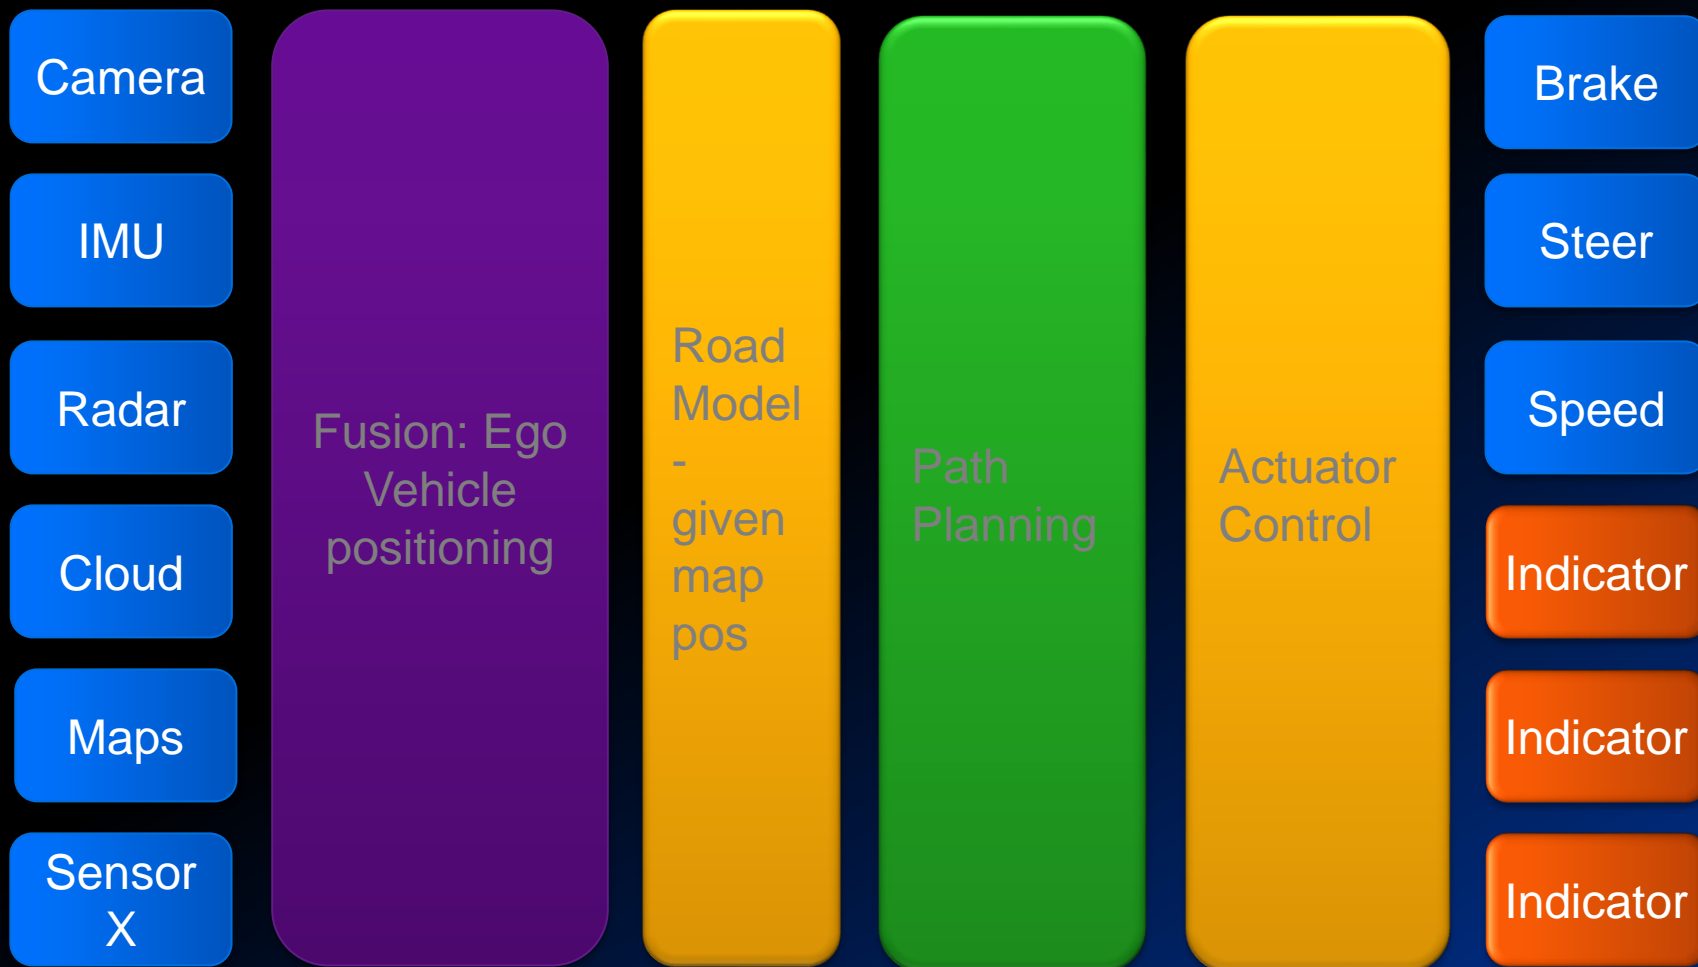 Camera
IMU
Radar
Cloud
Maps
Sensor
X
Fusion: Ego
Vehicle
positioning
Road
Model
-
given
map
pos
Path
Planning
Actuator
Control
Brake
Steer
Speed
Indicator
Indicator
Indicator